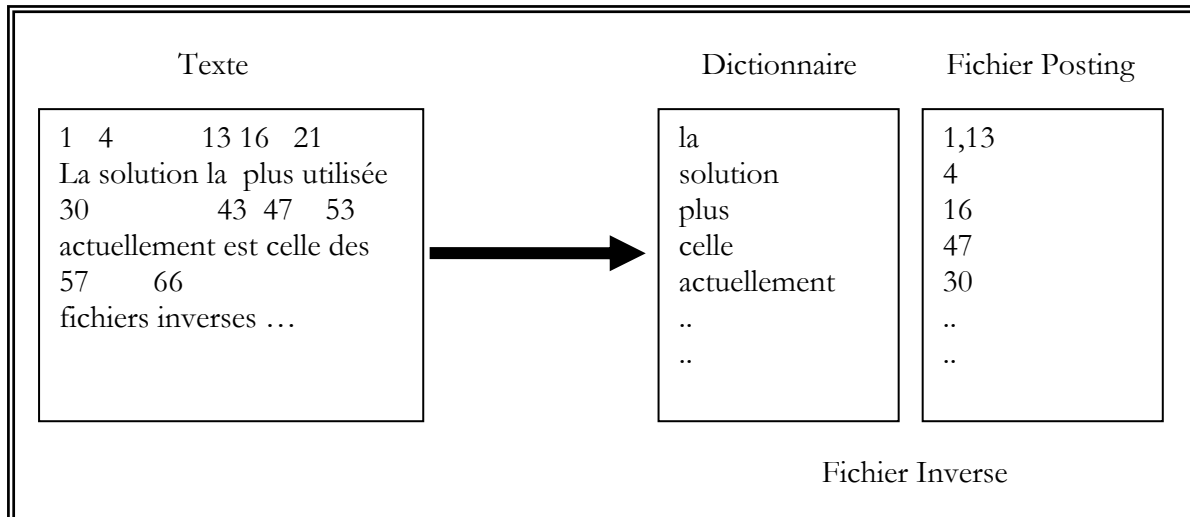 Texte
1 4 13 16 21
La solution la plus utilisée
30 43 47 53
actuellement est celle des
57 66
fichiers inverses …
Dictionnaire
la
solution
plus
celle
actuellement
..
..
Fichier Posting
1,13
4
16
47
30
..
..
Fichier Inverse